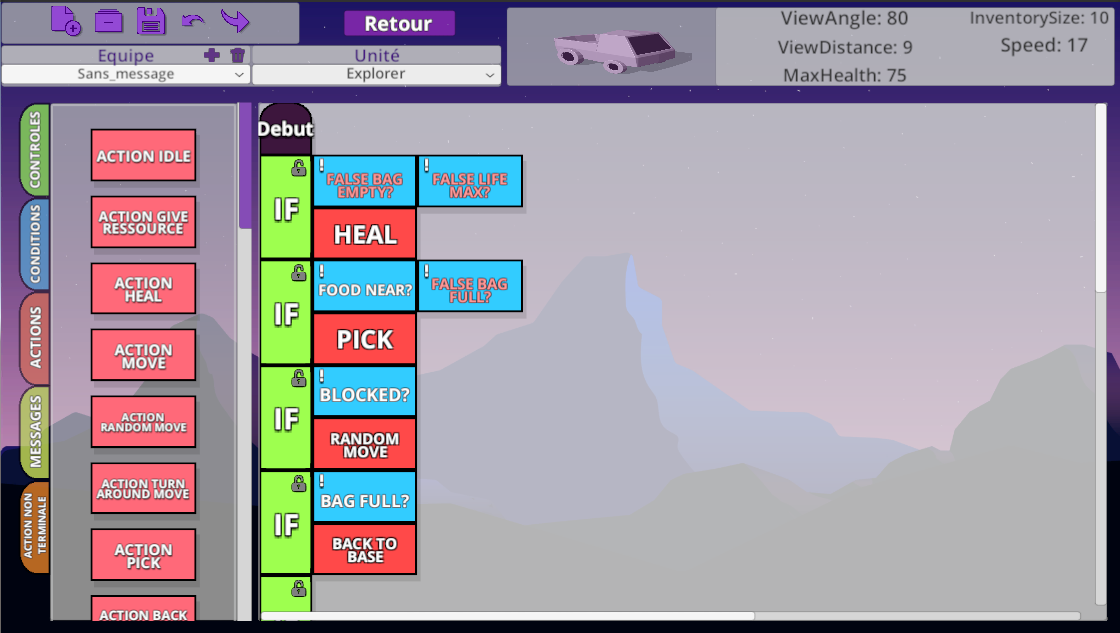 Retour
ViewAngle: 80
InventorySize: 10
ViewDistance: 9
Speed: 17
MaxHealth: 75
Equipe
Unité
Sans_message
Explorer
CONTROLES
CONDITIONS
ACTIONS
MESSAGES
ACTION NON
TERMINALE
ACTION IDLE
ACTION GIVE
RESSOURCE
ACTION
HEAL
ACTION
MOVE
ACTION
RANDOM MOVE
ACTION TURN
AROUND MOVE
ACTION
PICK
ACTION BACK
Debut
IF
! FALSE BAG
EMPTY?
! FALSE LIFE
MAX?
HEAL
IF
! FOOD NEAR?
! FALSE BAG
FULL?
PICK
IF
! BLOCKED?
RANDOM
MOVE
IF
! BAG FULL?
BACK TO
BASE